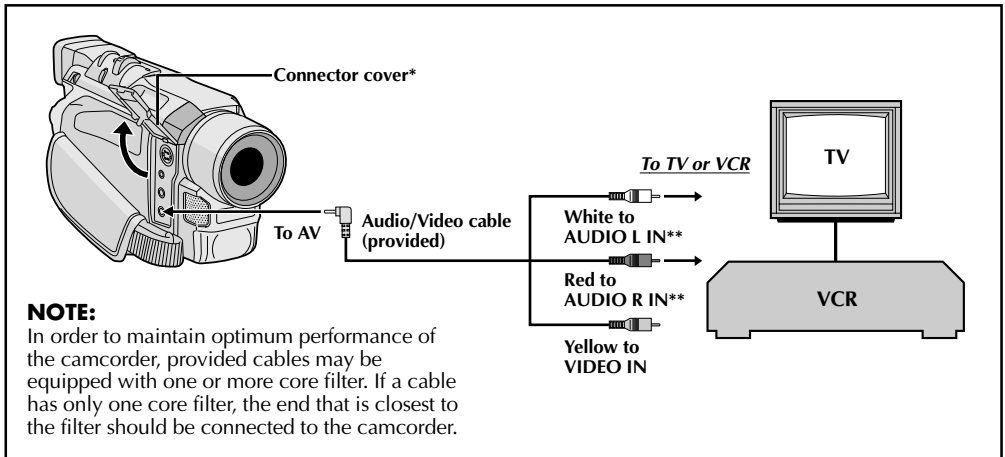 Connector cover*
To AV
Audio/Video cable
(provided)
To TV or VCR
White to
AUDIO L IN**
Red to
AUDIO R IN**
Yellow to
VIDEO IN
TV
VCR
NOTE:
In order to maintain optimum performance of
the camcorder, provided cables may be
equipped with one or more core filter. If a cable
has only one core filter, the end that is closest to
the filter should be connected to the camcorder.